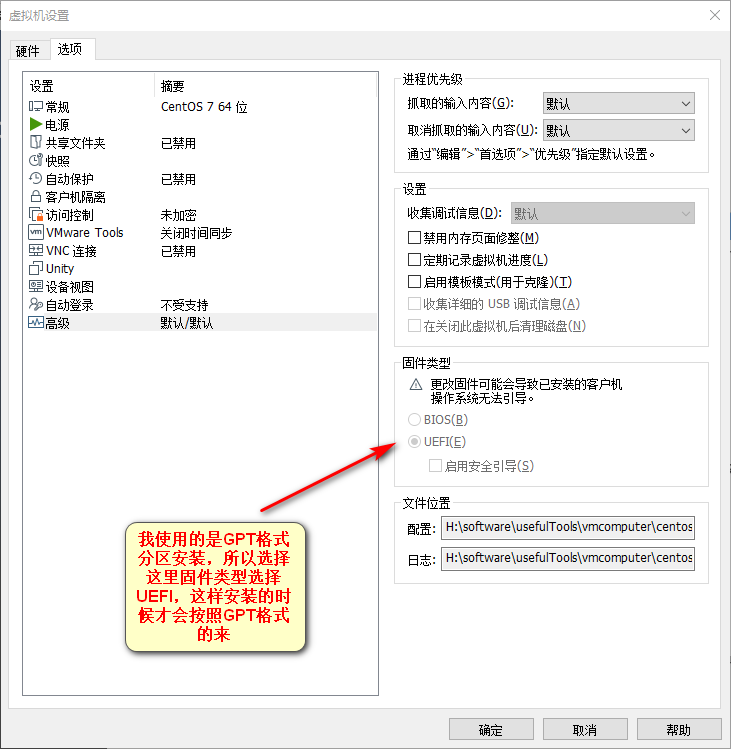 虚拟机设置
硬件 选项
设置 摘要
常规 CentOS 7 64 位
电源
共享文件夹 已禁用
快照
自动保护 已禁用
客户机隔离
访问控制 未加密
VMware Tools 关闭时间同步
VNC 连接 已禁用
Unity
设备视图
自动登录 不受支持
高级 默认/默认
进程优先级
抓取的输入内容(G): 默认
取消抓取的输入内容(U): 默认
通过"编辑">"首选项">"优先级"指定默认设置。
设置
收集调试信息(D): 默认
禁用内存页面修整(M)
定期记录虚拟机进度(L)
启用模板模式(用于克隆)(T)
收集详细的 USB 调试信息(A)
在关闭此虚拟机后清理磁盘(N)
固件类型
更改固件可能会导致已安装的客户机
操作系统无法引导。
BIOS(B)
UEFI(E)
启用安全引导(S)
文件位置
配置: H:\software\usefulTools\vmcomputer\centos
日志: H:\software\usefulTools\vmcomputer\centos
我使用的是GPT格式
分区安装，所以选择
这里固件类型选择
UEFI，这样安装的时
候才会按照GPT格式
的来
确定 取消 帮助